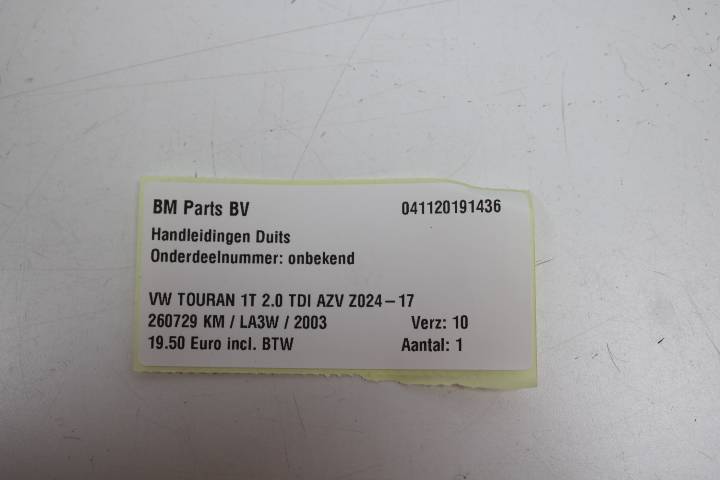 BM Parts BV 041120191436
Handleidingen Duits
Onderdeelnummer: onbekend
VW TOURAN 1T 2.0 TDI AZV Z024-17
260729 KM / LA3W / 2003 Verz: 10
19.50 Euro incl. BTW Aantal: 1